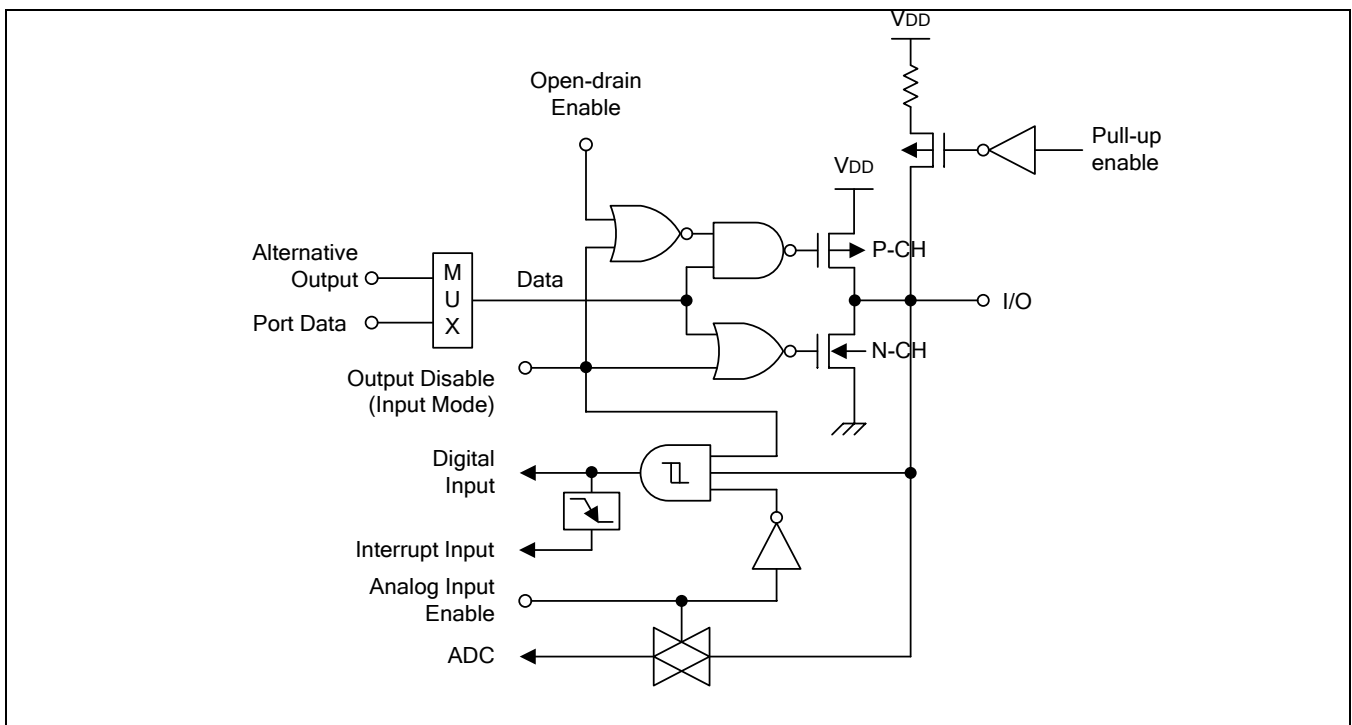 VDD
Open-drain
Enable
Pull-up
enable
VDD
Alternative
Output
M
U
X
Data
P-CH
I/O
Port Data
N-CH
Output Disable
(Input Mode)
Digital
Input
Interrupt Input
Analog Input
Enable
ADC